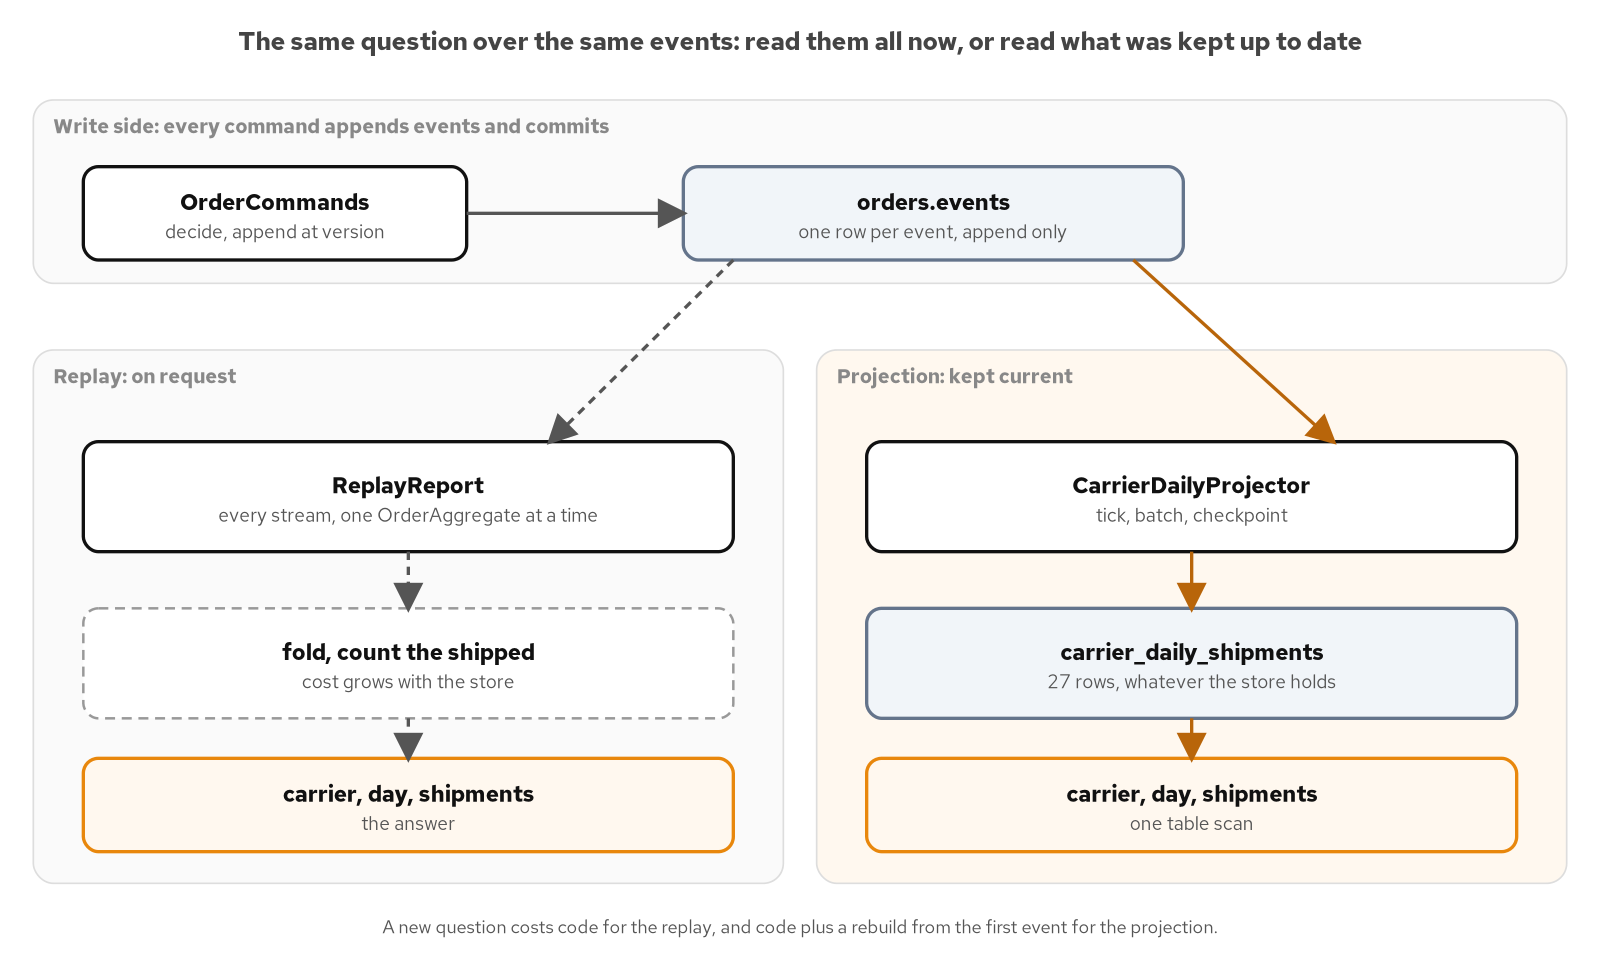 The same question over the same events: read them all now, or read what was kept up to date
Write side: every command appends events and commits
OrderCommands
decide, append at version
orders.events
one row per event, append only
Replay: on request
ReplayReport
every stream, one OrderAggregate at a time
fold, count the shipped
cost grows with the store
carrier, day, shipments
the answer
Projection: kept current
CarrierDailyProjector
tick, batch, checkpoint
carrier_daily_shipments
27 rows, whatever the store holds
carrier, day, shipments
one table scan
A new question costs code for the replay, and code plus a rebuild from the first event for the projection.